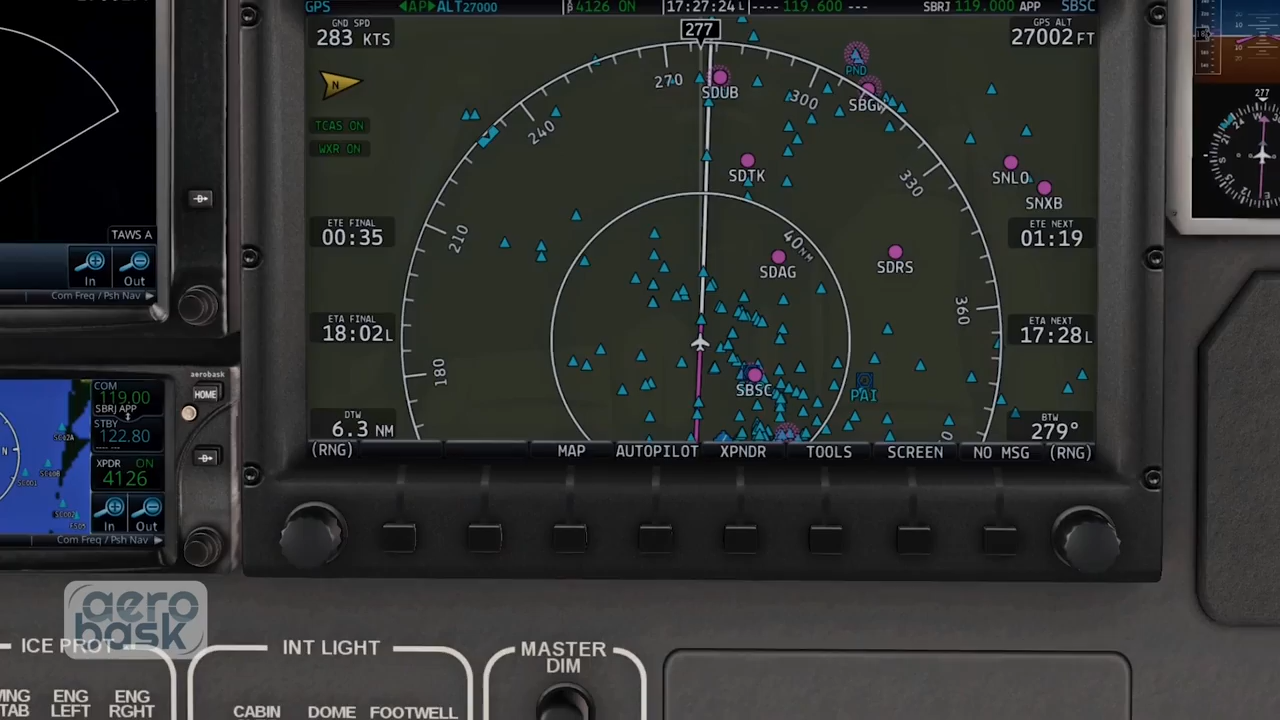 GPS
AP
ALT27000
4126 ON
17:27:24L
---- 119.600 ---
SBRJ 119.000 APP
SBSC
GND SPD
283 KTS
277
GPS ALT
27002 FT
N
TCAS ON
WXR ON
270
300
240
330
210
360
180
40NM
SDUB
PND
SDTK
SNLO
SNXB
SDAG
SDRS
SBSC
PAI
ETE FINAL
00:35
ETE NEXT
01:19
ETA FINAL
18:02L
ETA NEXT
17:28L
DTW
6.3 NM
BTW
279°
(RNG)
MAP
AUTOPILOT
XPNDR
TOOLS
SCREEN
NO MSG
(RNG)
TAWS A
In
Out
Com Freq / Psh Nav
aerobask
HOME
COM
119.00
SBRJ APP
STBY
122.80
XPDR ON
4126
In
Out
Com Freq / Psh Nav
N
277
aero
bask
ICE PROT
INT LIGHT
MASTER
DIM
ENG
LEFT
ENG
RGHT
TAB
CABIN
DOME
FOOTWELL